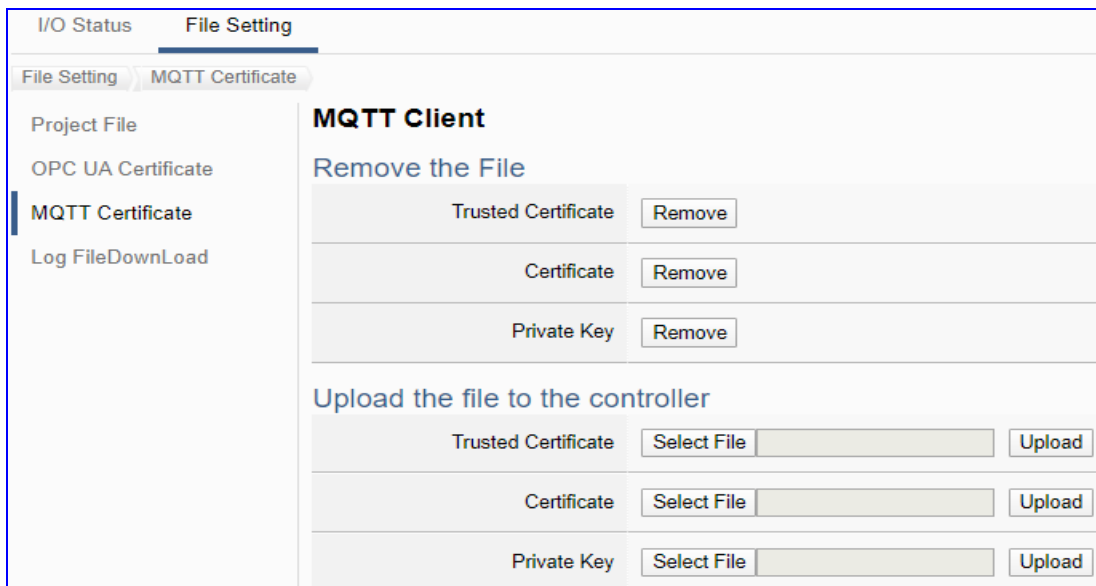 I/O Status File Setting
File Setting MQTT Certificate
Project File
OPC UA Certificate
MQTT Certificate
Log FileDownLoad
MQTT Client
Remove the File
Trusted Certificate Remove
Certificate Remove
Private Key Remove
Upload the file to the controller
Trusted Certificate Select File Upload
Certificate Select File Upload
Private Key Select File Upload